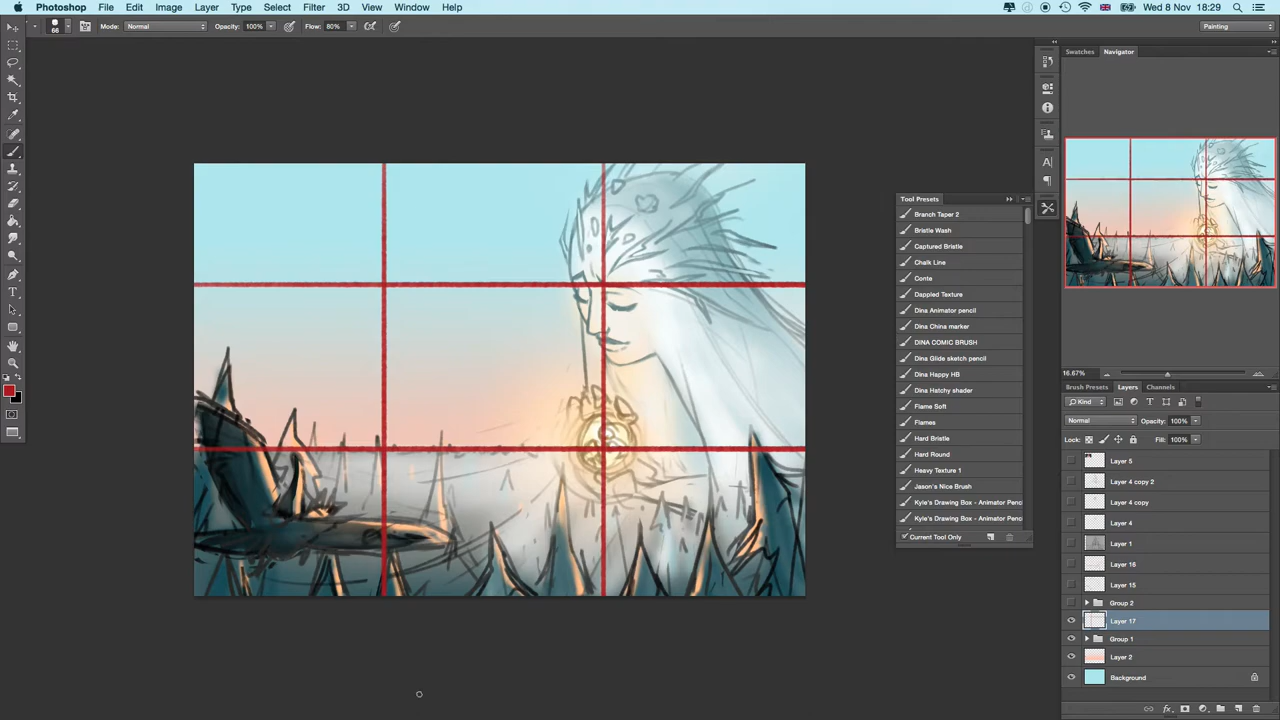 Photoshop File Edit Image Layer Type Select Filter 3D View Window Help Wed 8 Nov 18:29
66 Mode: Normal Opacity: 100% Flow: 80% Painting
Swatches Navigator
16.67%
Tool Presets
Branch Taper 2
Bristle Wash
Captured Bristle
Chalk Line
Conte
Dappled Texture
Dina Animator pencil
Dina China marker
DINA COMIC BRUSH
Dina Glide sketch pencil
Dina Happy HB
Dina Hatchy shader
Flame Soft
Flames
Hard Bristle
Hard Round
Heavy Texture 1
Jason's Nice Brush
Kyle's Drawing Box - Animator Penc
Kyle's Drawing Box - Animator Penc
Current Tool Only
Brush Presets Layers Channels
Kind
Normal Opacity: 100%
Lock: Fill: 100%
Layer 5
Layer 4 copy 2
Layer 4 copy
Layer 4
Layer 1
Layer 16
Layer 15
Group 2
Layer 17
Group 1
Layer 2
Background